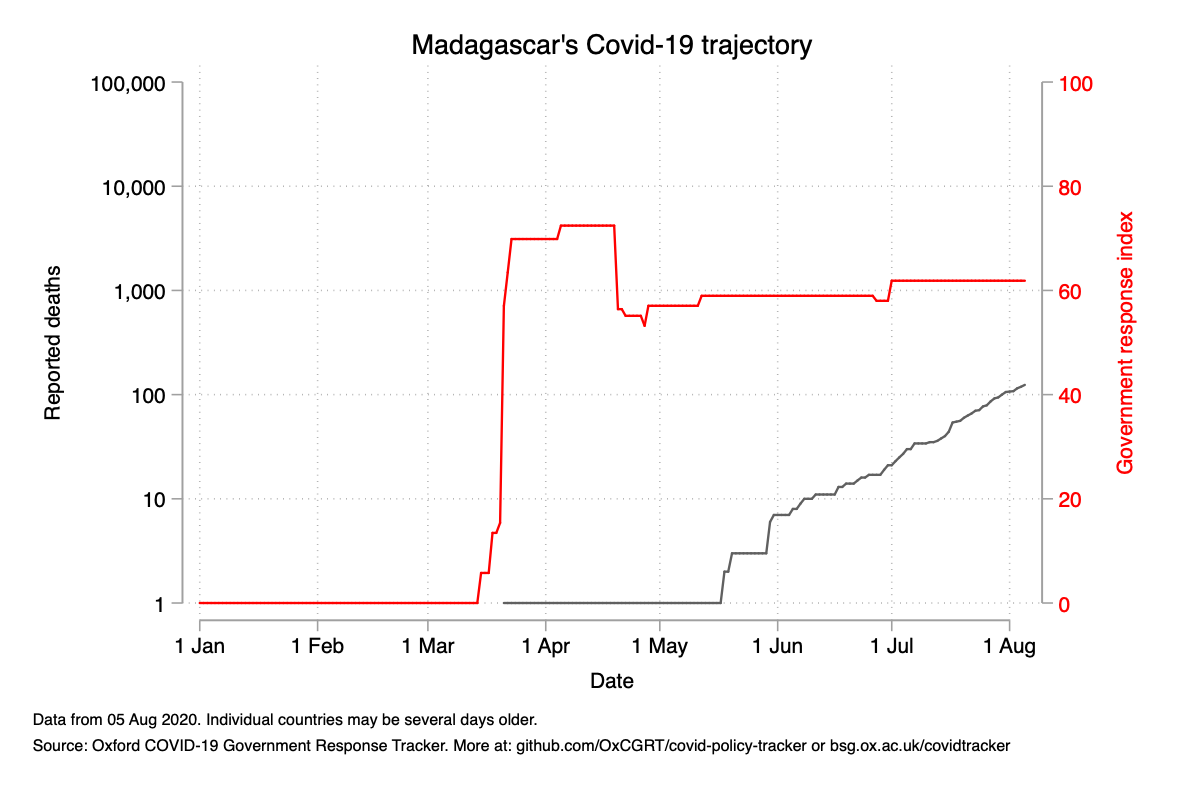 Madagascar's Covid-19 trajectory
100,000
10,000
1,000
100
10
1
Reported deaths
100
80
60
40
20
0
Government response index
1 Jan 1 Feb 1 Mar 1 Apr 1 May 1 Jun 1 Jul 1 Aug
Date
Data from 05 Aug 2020. Individual countries may be several days older.
Source: Oxford COVID-19 Government Response Tracker. More at: github.com/OxCGRT/covid-policy-tracker or bsg.ox.ac.uk/covidtracker